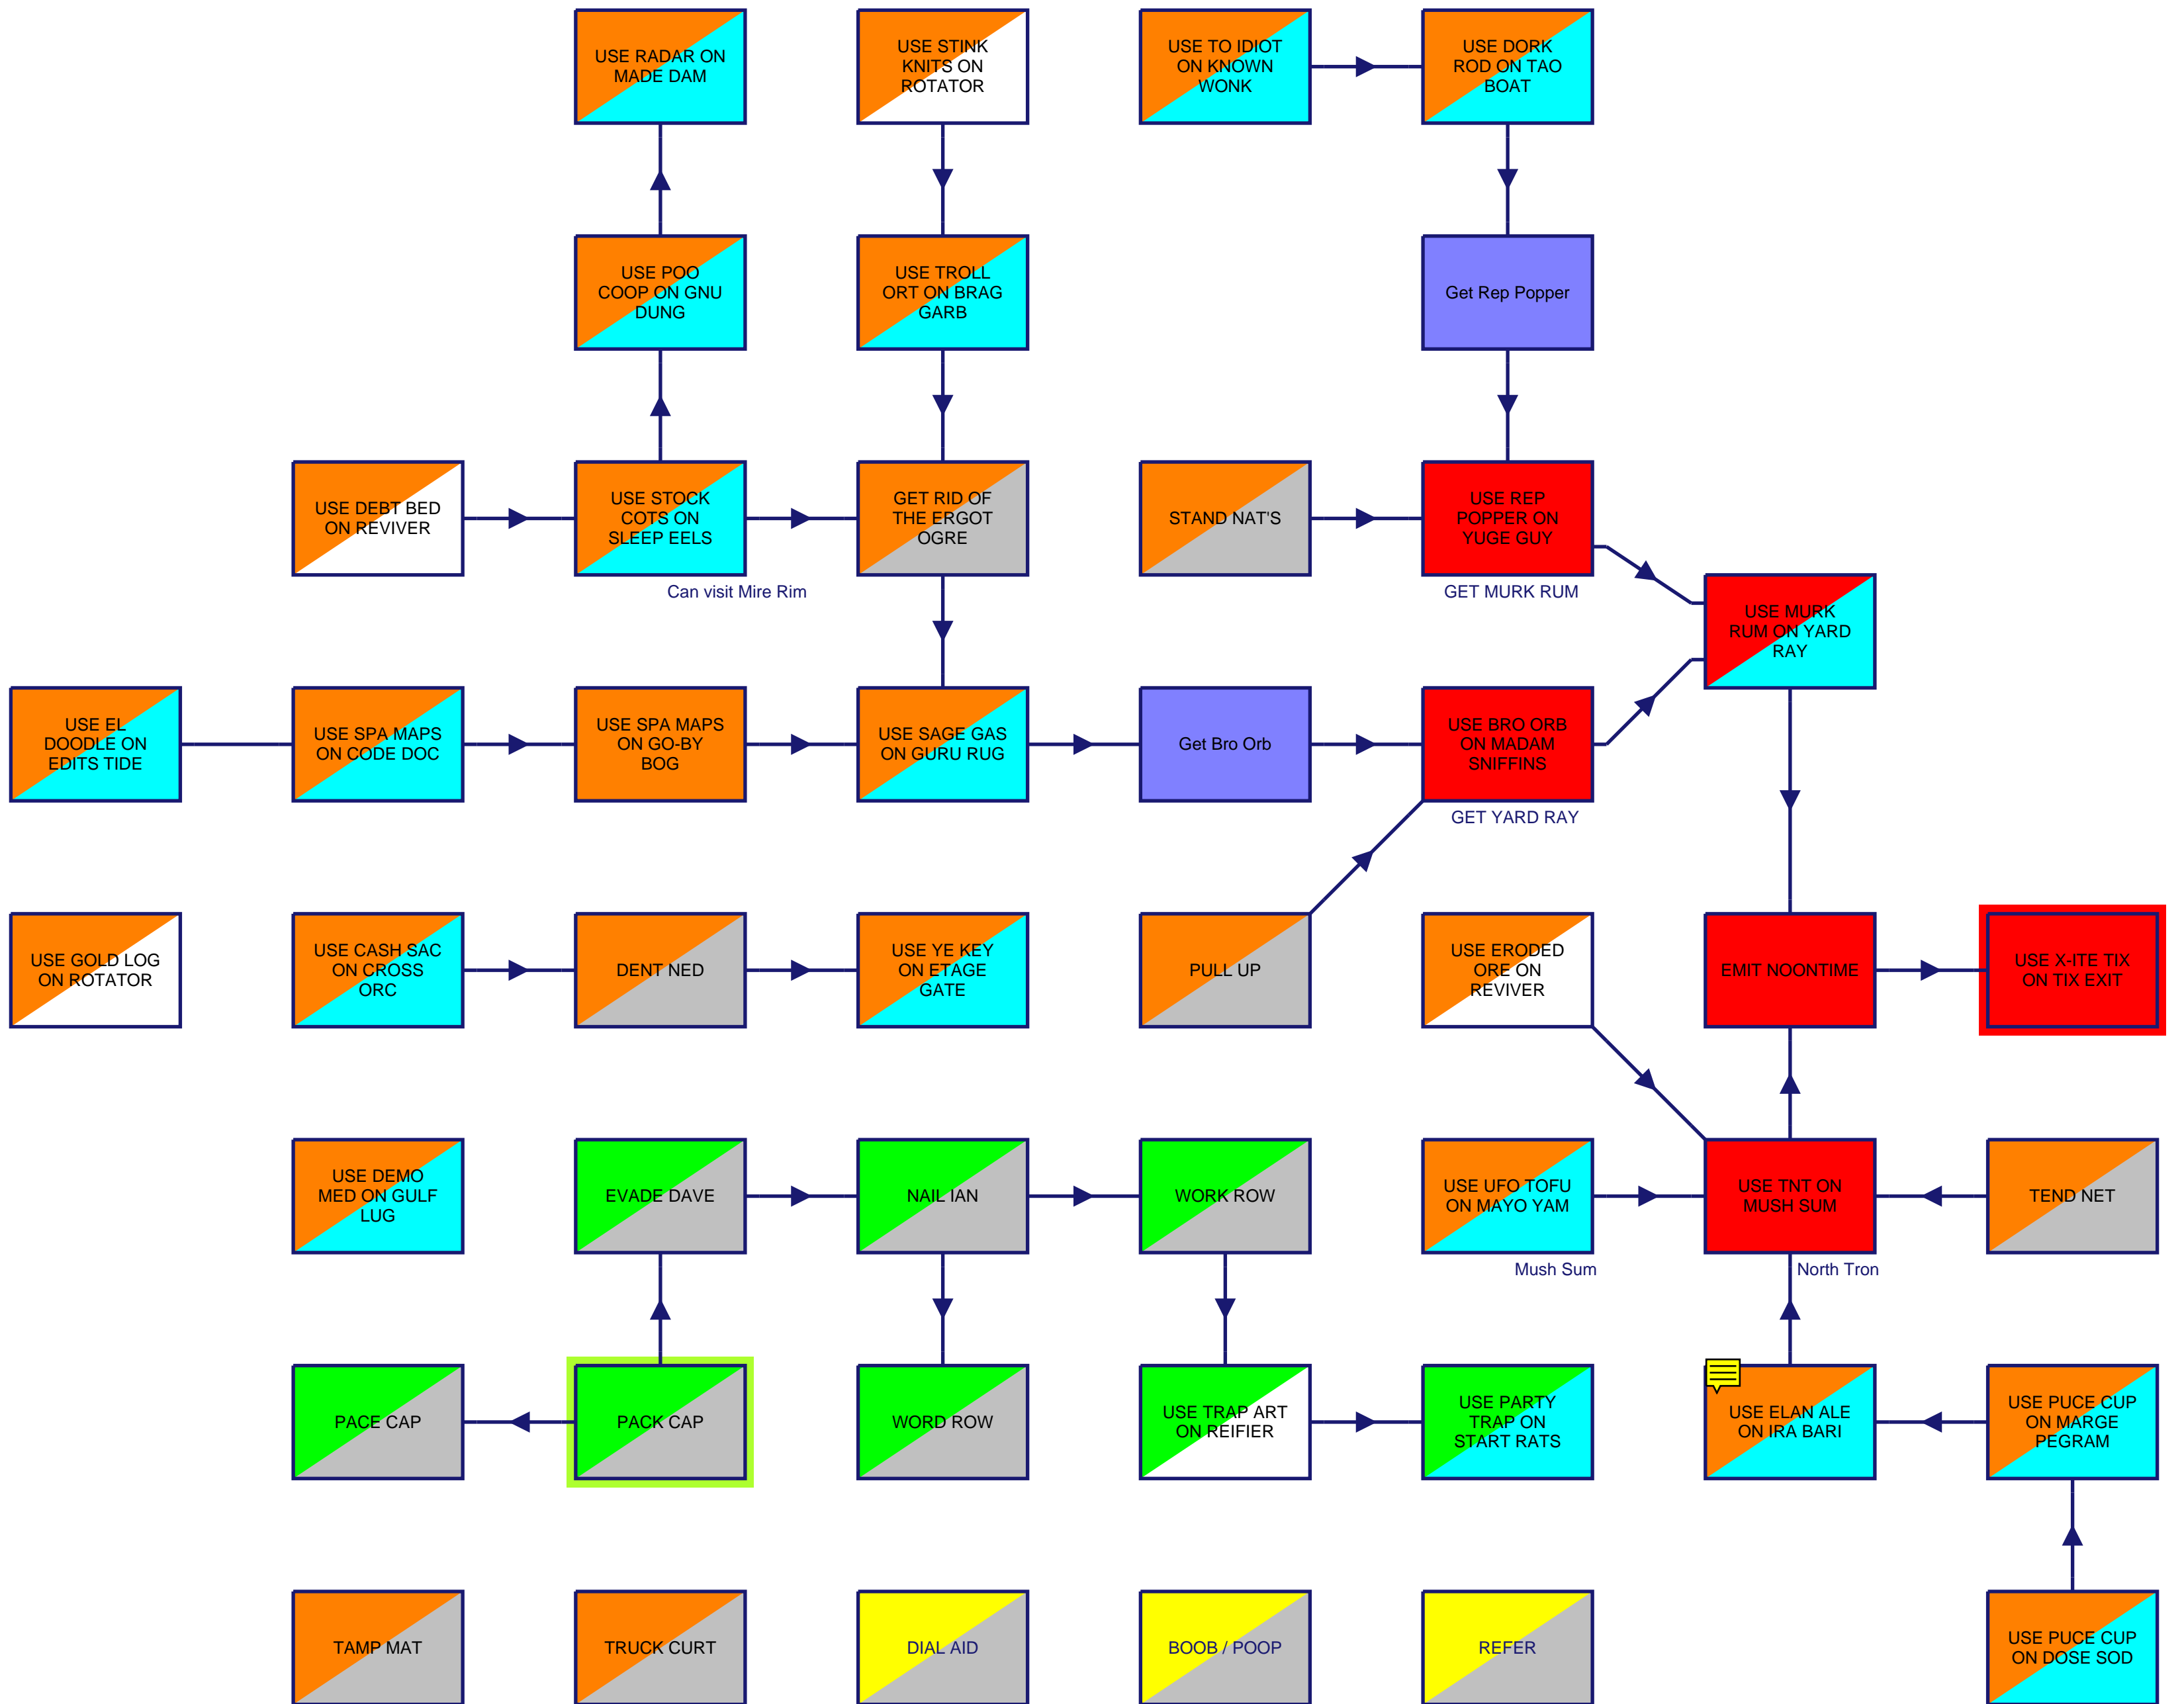 USE RADAR ON
MADE DAM
USE STINK
KNITS ON
ROTATOR
USE TO IDIOT
ON KNOWN
WONK
USE DORK
ROD ON TAO
BOAT
USE POO
COOP ON GNU
DUNG
USE TROLL
ORT ON BRAG
GARB
Get Rep Popper
USE DEBT BED
ON REVIVER
USE STOCK
COTS ON
SLEEP EELS
GET RID OF
THE ERGOT
OGRE
STAND NAT'S
USE REP
POPPER ON
YUGE GUY
Can visit Mire Rim
GET MURK RUM
USE MURK
RUM ON YARD
RAY
USE EL
DOODLE ON
EDITS TIDE
USE SPA MAPS
ON CODE DOC
USE SPA MAPS
ON GO-BY
BOG
USE SAGE GAS
ON GURU RUG
Get Bro Orb
USE BRO ORB
ON MADAM
SNIFFINS
GET YARD RAY
USE GOLD LOG
ON ROTATOR
USE CASH SAC
ON CROSS
ORC
DENT NED
USE YE KEY
ON ETAGE
GATE
PULL UP
USE ERODED
ORE ON
REVIVER
EMIT NOONTIME
USE X-ITE TIX
ON TIX EXIT
USE DEMO
MED ON GULF
LUG
EVADE DAVE
NAIL IAN
WORK ROW
USE UFO TOFU
ON MAYO YAM
USE TNT ON
MUSH SUM
TEND NET
Mush Sum
North Tron
PACE CAP
PACK CAP
WORD ROW
USE TRAP ART
ON REIFIER
USE PARTY
TRAP ON
START RATS
USE ELAN ALE
ON IRA BARI
USE PUCE CUP
ON MARGE
PEGRAM
TAMP MAT
TRUCK CURT
DIAL AID
BOOB / POOP
REFER
USE PUCE CUP
ON DOSE SOD